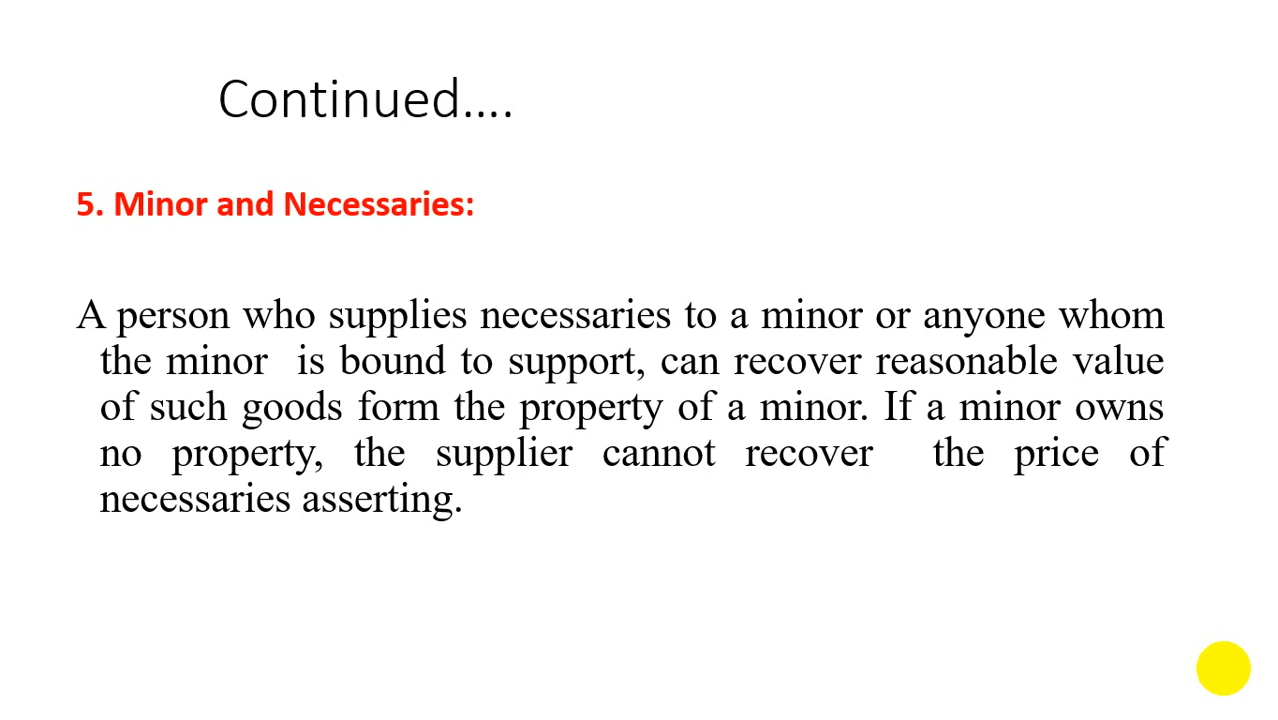 Continued....
5. Minor and Necessaries:
A person who supplies necessaries to a minor or anyone whom
the minor is bound to support, can recover reasonable value
of such goods form the property of a minor. If a minor owns
no property, the supplier cannot recover the price of
necessaries asserting.